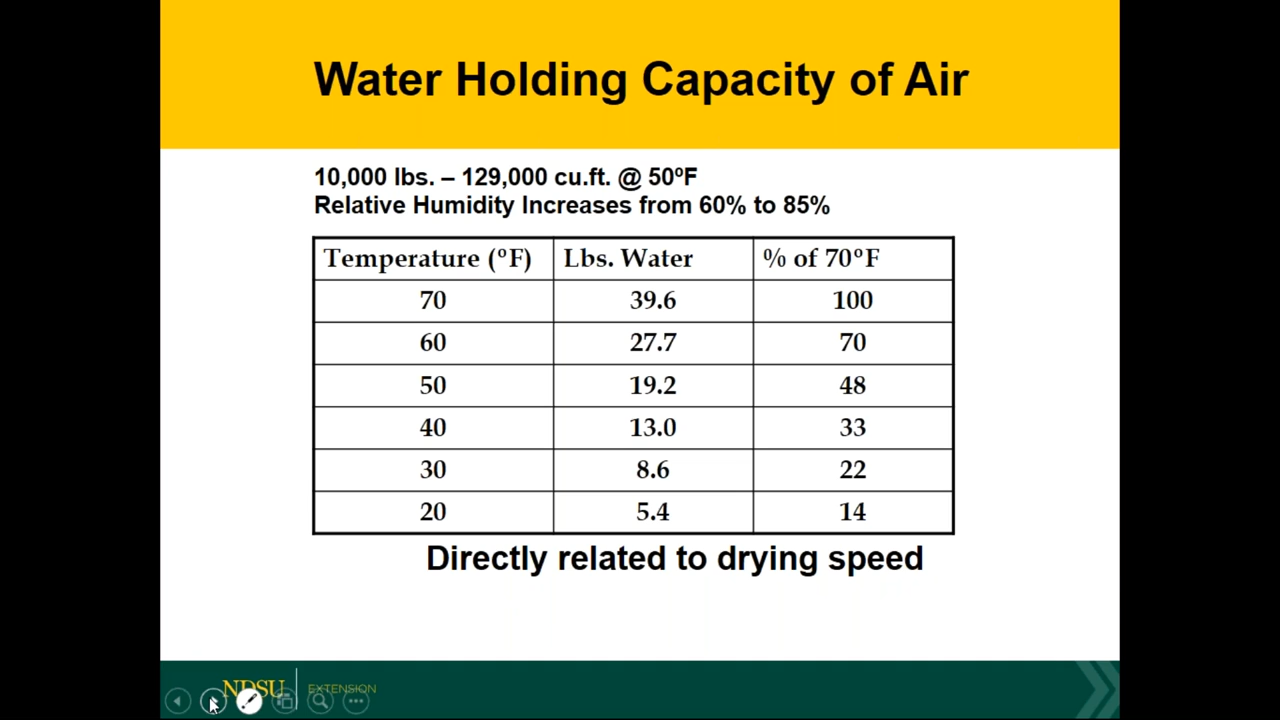 Water Holding Capacity of Air
10,000 lbs. – 129,000 cu.ft. @ 50ºF
Relative Humidity Increases from 60% to 85%
Temperature (ºF) Lbs. Water % of 70ºF
70 39.6 100
60 27.7 70
50 19.2 48
40 13.0 33
30 8.6 22
20 5.4 14
Directly related to drying speed
NDSU EXTENSION